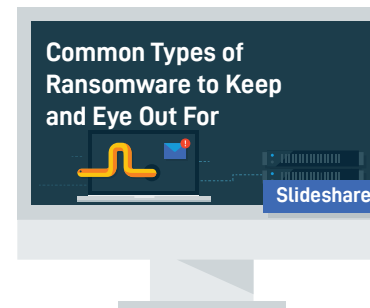 Common Types of
Ransomware to Keep
and Eye Out For
!
Slideshare